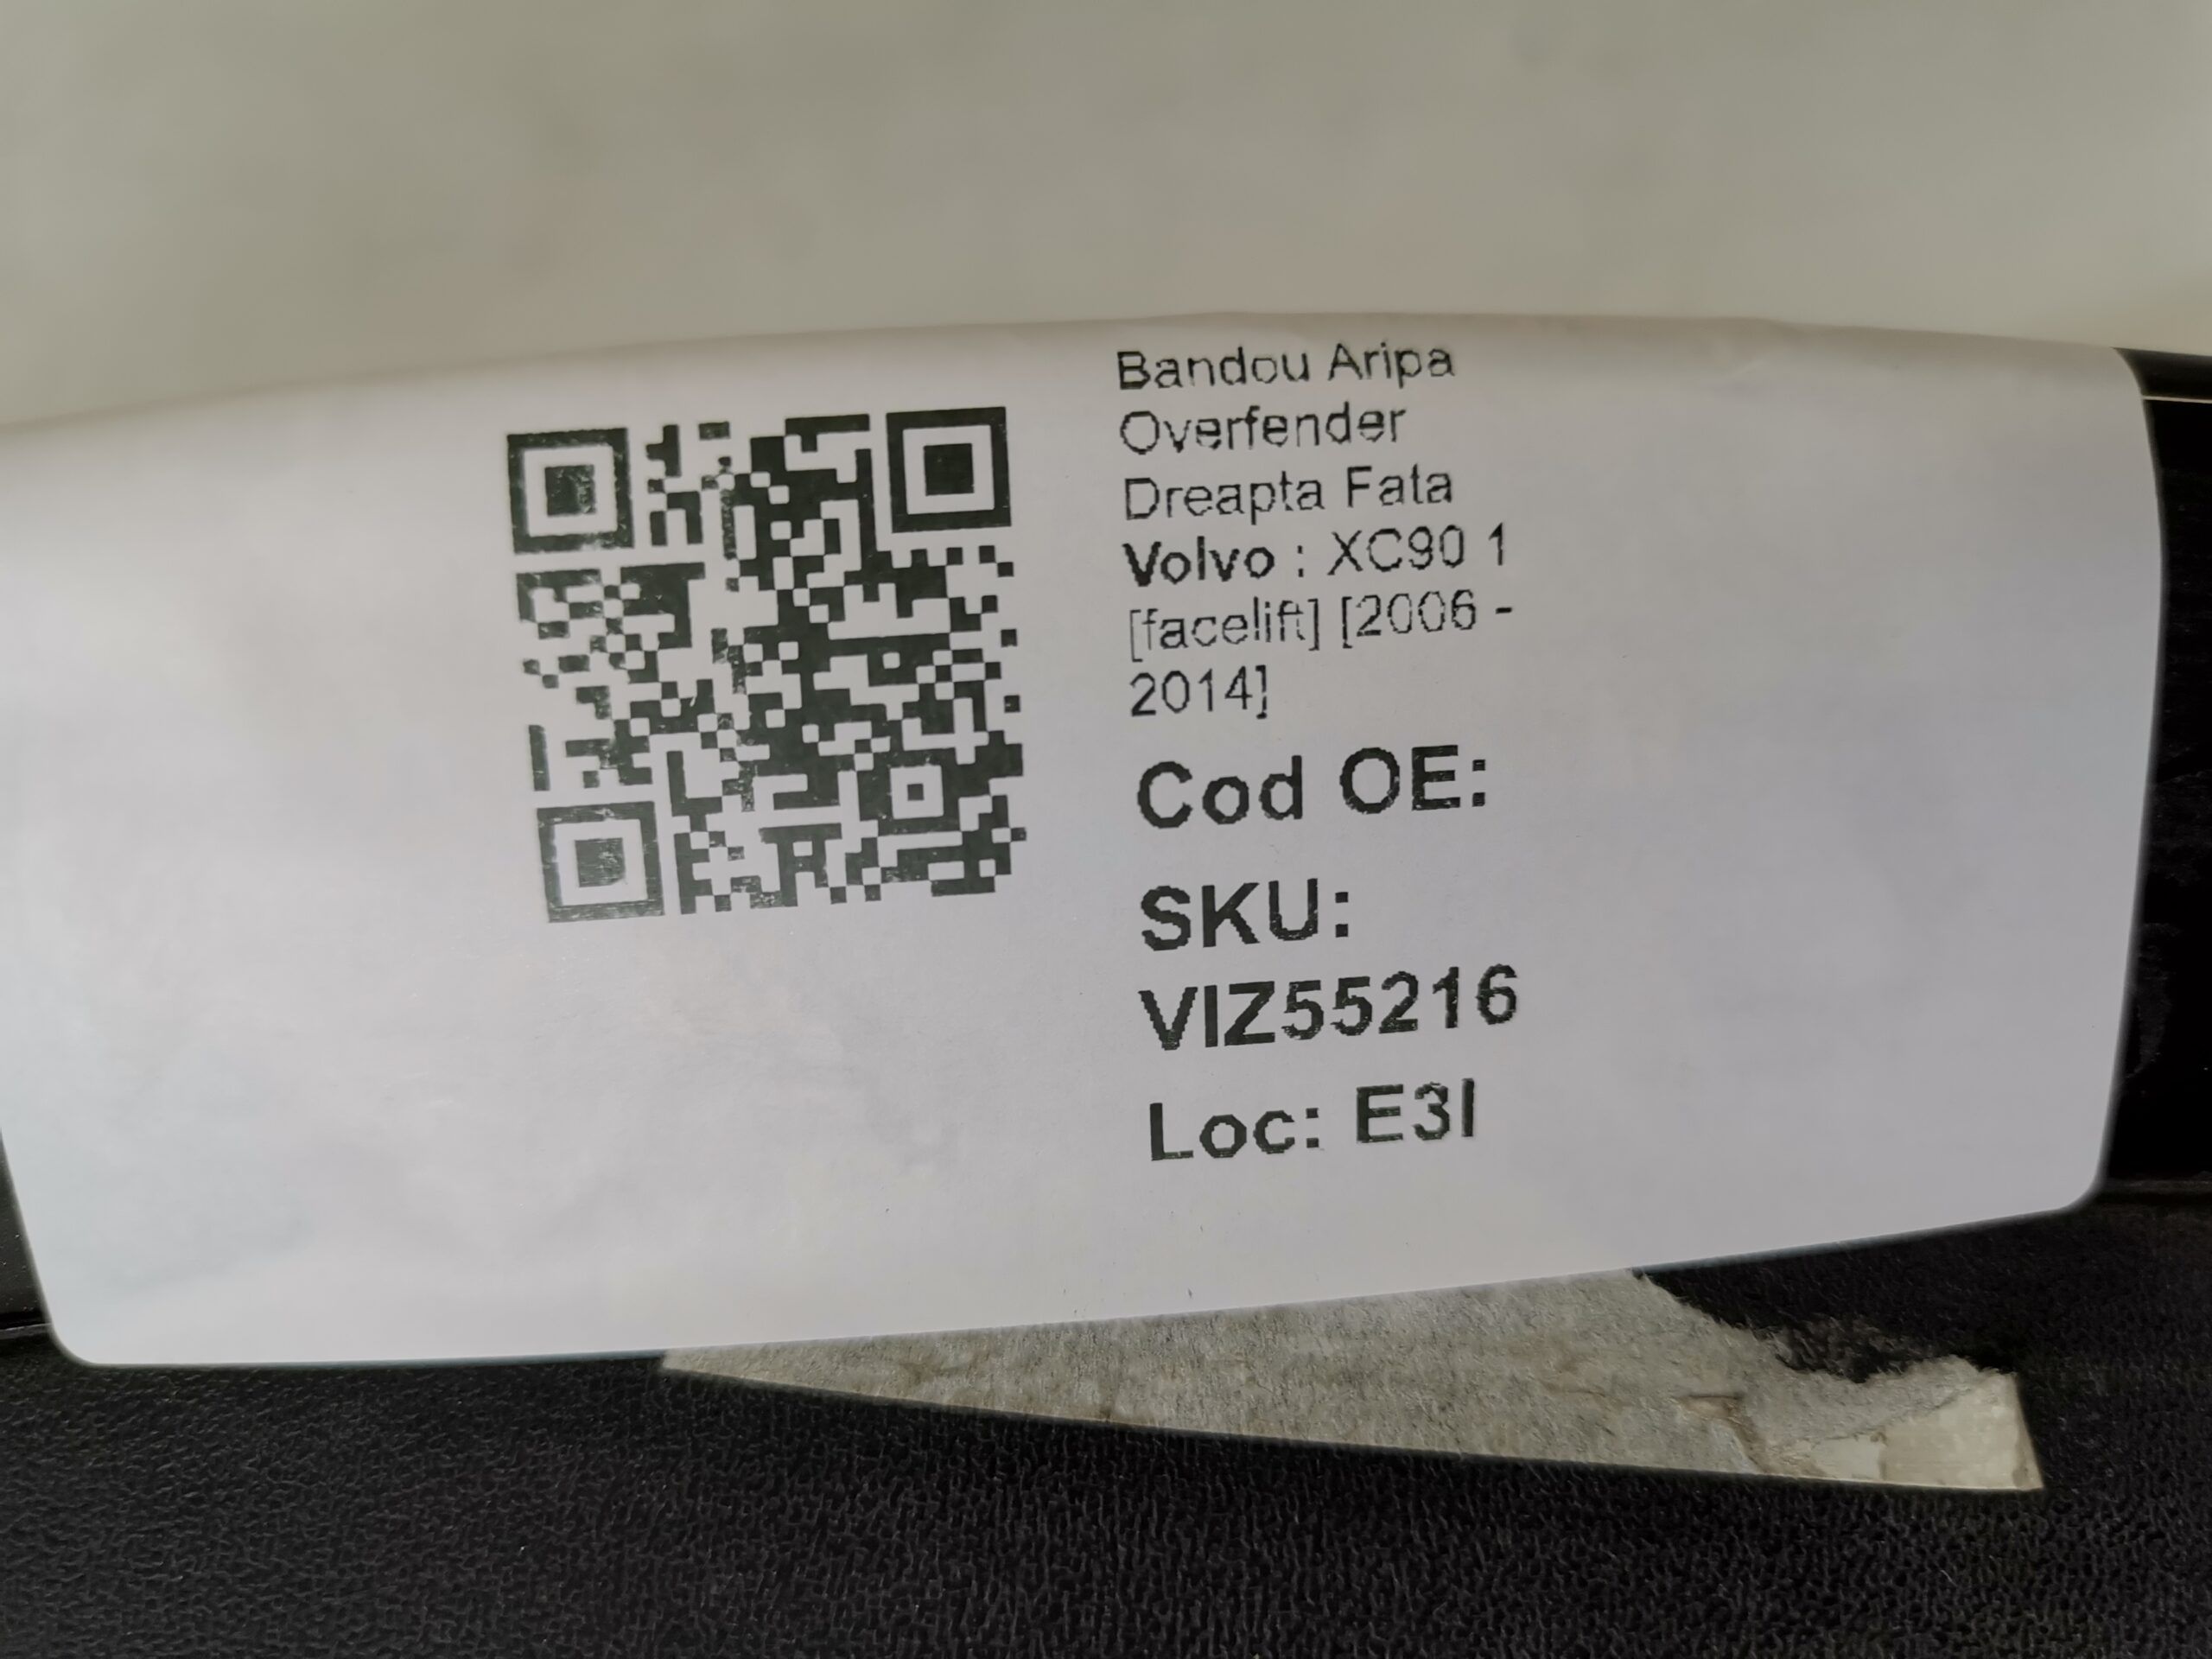 Bandou Aripa
Overfender
Dreapta Fata
Volvo : XC90 1
[facelift] [2006 -
2014]
Cod OE:
SKU:
VIZ55216
Loc: E3I